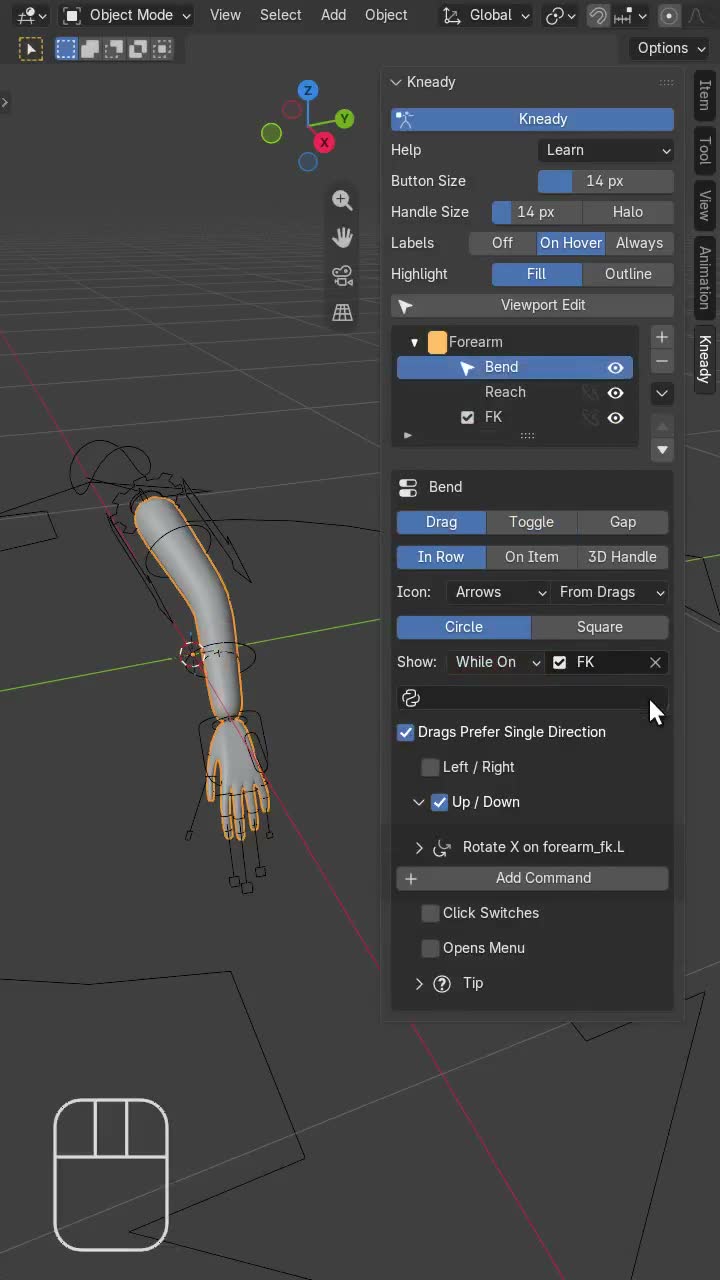 Object Mode View Select Add Object Global
Options
Kneady
Kneady
Help Learn
Button Size 14 px
Handle Size 14 px Halo
Labels Off On Hover Always
Highlight Fill Outline
Viewport Edit
Forearm
Bend
Reach
FK
Bend
Drag Toggle Gap
In Row On Item 3D Handle
Icon: Arrows From Drags
Circle Square
Show: While On FK
Drags Prefer Single Direction
Left / Right
Up / Down
Rotate X on forearm_fk.L
Add Command
Click Switches
Opens Menu
Tip
Item
Tool
View
Animation
Kneady
Z
Y
X